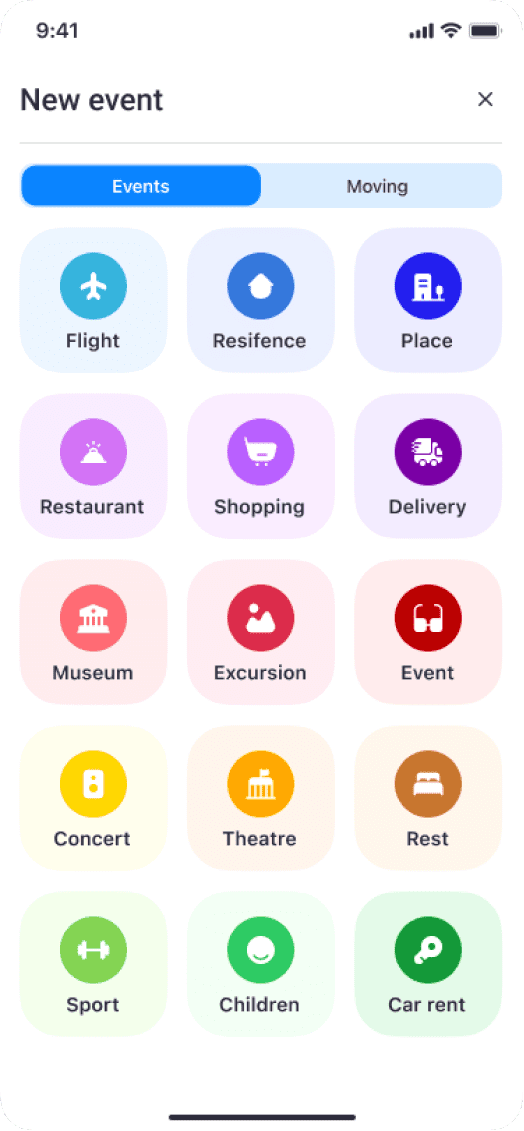 9:41
New event
Events Moving
Flight Resifence Place
Restaurant Shopping Delivery
Museum Excursion Event
Concert Theatre Rest
Sport Children Car rent